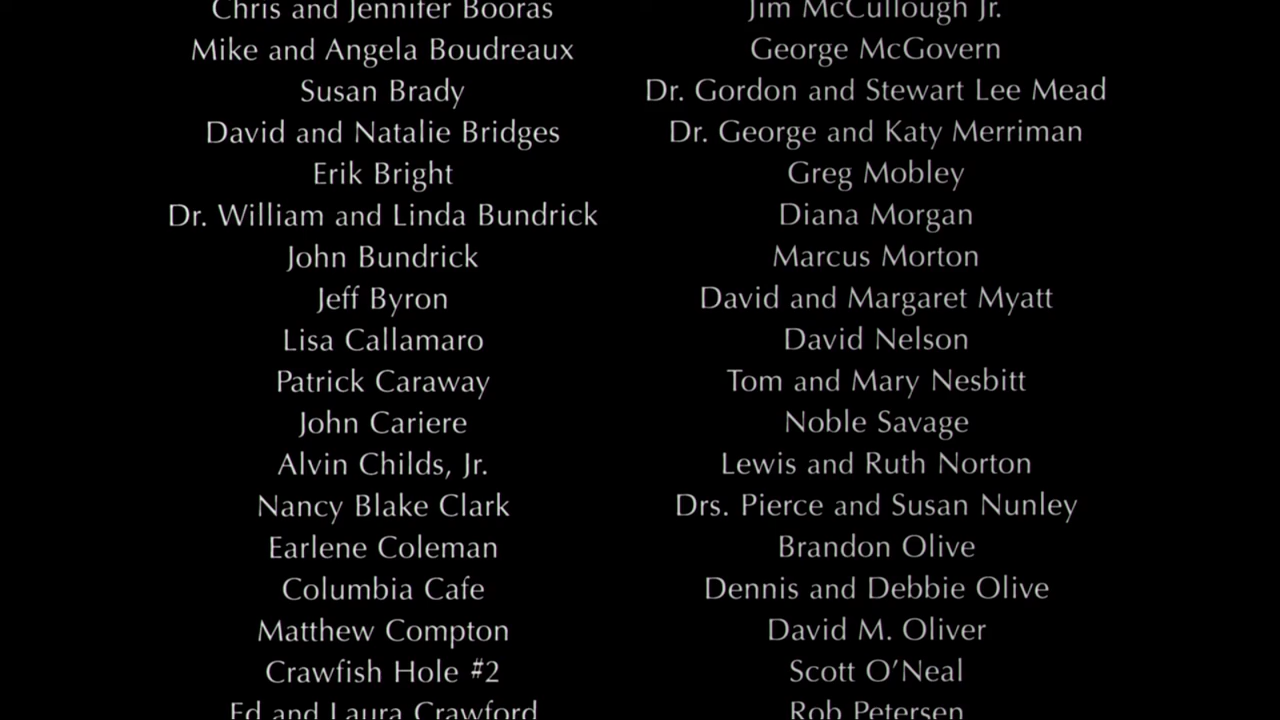 Chris and Jennifer Booras
Mike and Angela Boudreaux
Susan Brady
David and Natalie Bridges
Erik Bright
Dr. William and Linda Bundrick
John Bundrick
Jeff Byron
Lisa Callamaro
Patrick Caraway
John Cariere
Alvin Childs, Jr.
Nancy Blake Clark
Earlene Coleman
Columbia Cafe
Matthew Compton
Crawfish Hole #2
Ed and Laura Crawford
Jim McCullough Jr.
George McGovern
Dr. Gordon and Stewart Lee Mead
Dr. George and Katy Merriman
Greg Mobley
Diana Morgan
Marcus Morton
David and Margaret Myatt
David Nelson
Tom and Mary Nesbitt
Noble Savage
Lewis and Ruth Norton
Drs. Pierce and Susan Nunley
Brandon Olive
Dennis and Debbie Olive
David M. Oliver
Scott O’Neal
Rob Petersen